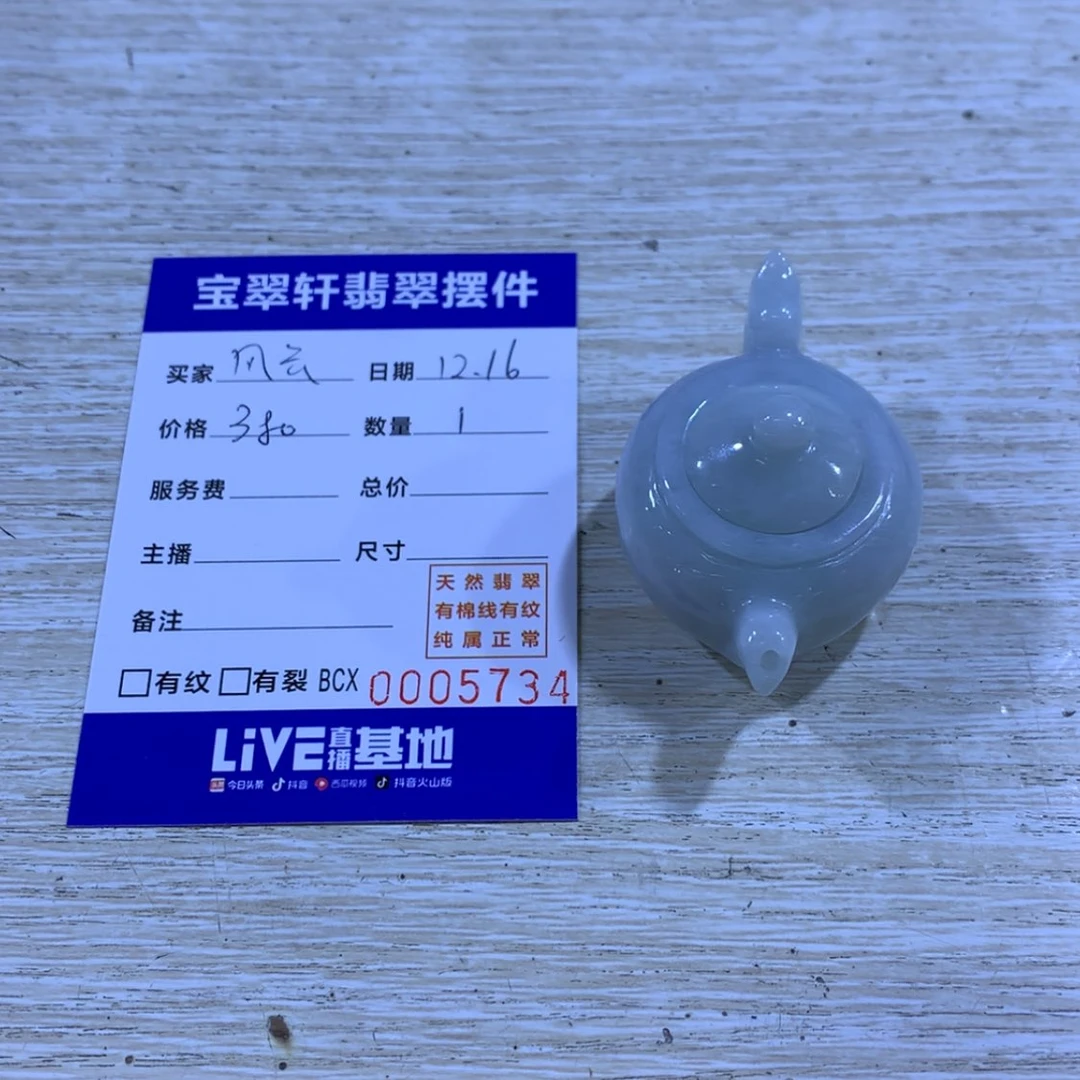 宝翠轩翡翠摆件
买家 风云 日期 12.16
价格 380 数量 1
服务费 总价
主播 尺寸
天然翡翠
有棉线有纹
纯属正常
备注
有纹 有裂 BCX 0005734
LiVE直播基地
今日头条 抖音 西瓜视频 抖音火山版